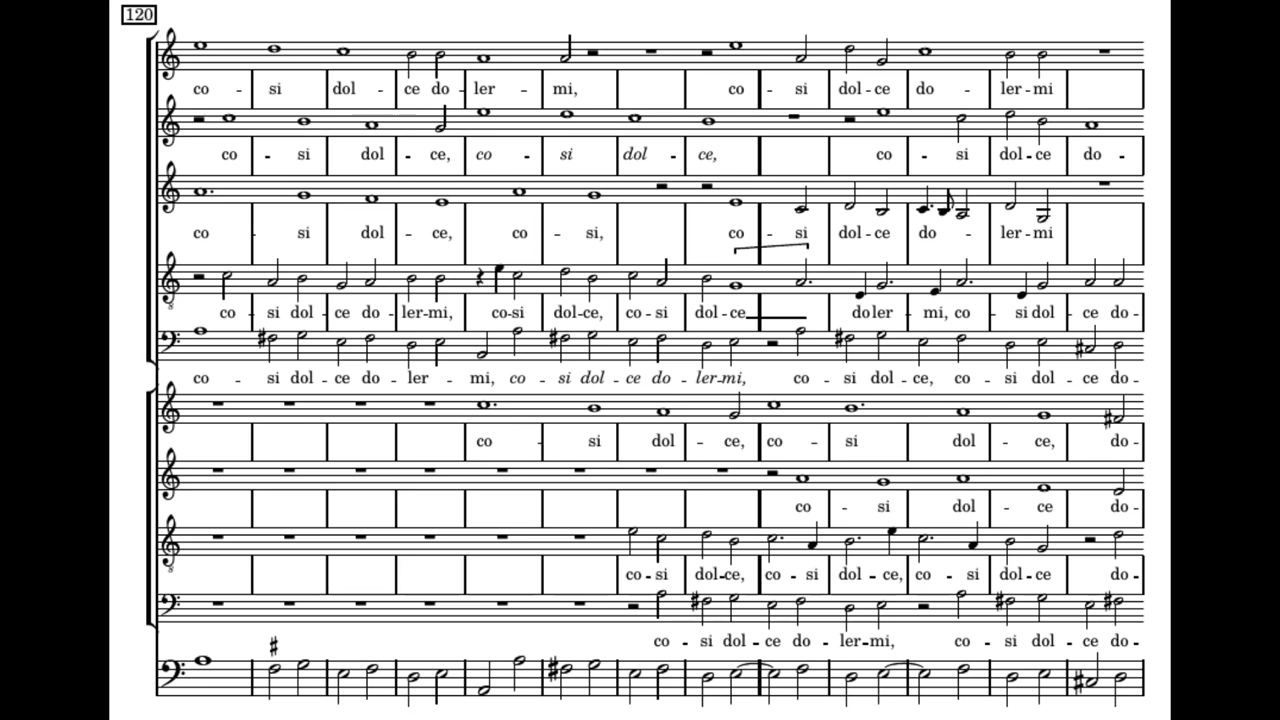 120
co - si dol - ce do - ler - mi, co - si dol - ce do - ler - mi
co - si dol - ce, co - si dol - ce, co - si dol - ce do -
co - si dol - ce, co - si, co - si dol - ce do - ler - mi
co - si dol - ce do - ler - mi, co - si dol - ce, co - si dol - ce doler - mi, co - si dol - ce do -
co - si dol - ce do - ler - mi, co - si dol - ce do - ler - mi, co - si dol - ce, co - si dol - ce do -
co - si dol - ce, co - si dol - ce, do -
co - si dol - ce do -
co - si dol - ce, co - si dol - ce, co - si dol - ce do -
co - si dol - ce do - ler - mi, co - si dol - ce do -